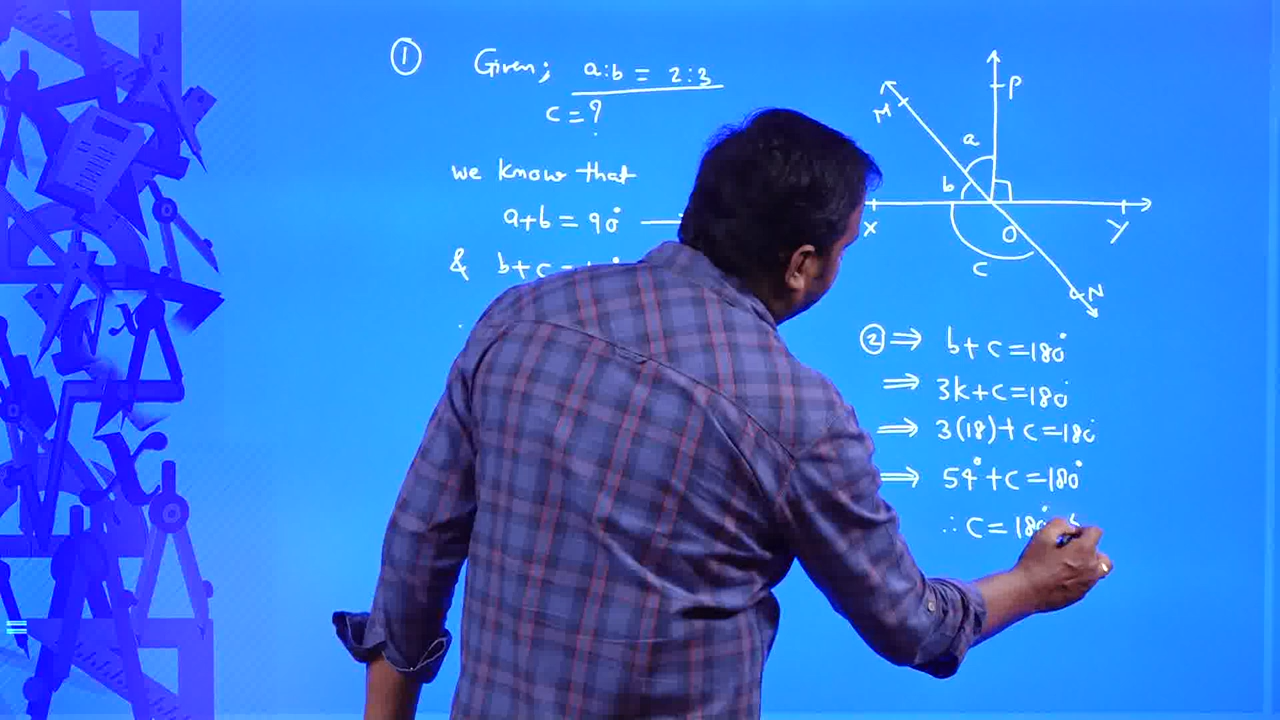 ① Given; a:b = 2:3
c = ?
we know that
a+b = 90°
& b+c =
M
P
a
b
X
O
Y
c
N
② ⇒ b+c=180°
⇒ 3k+c=180°
⇒ 3(18)+c=180
⇒ 54°+c=180°
∴ c = 180°